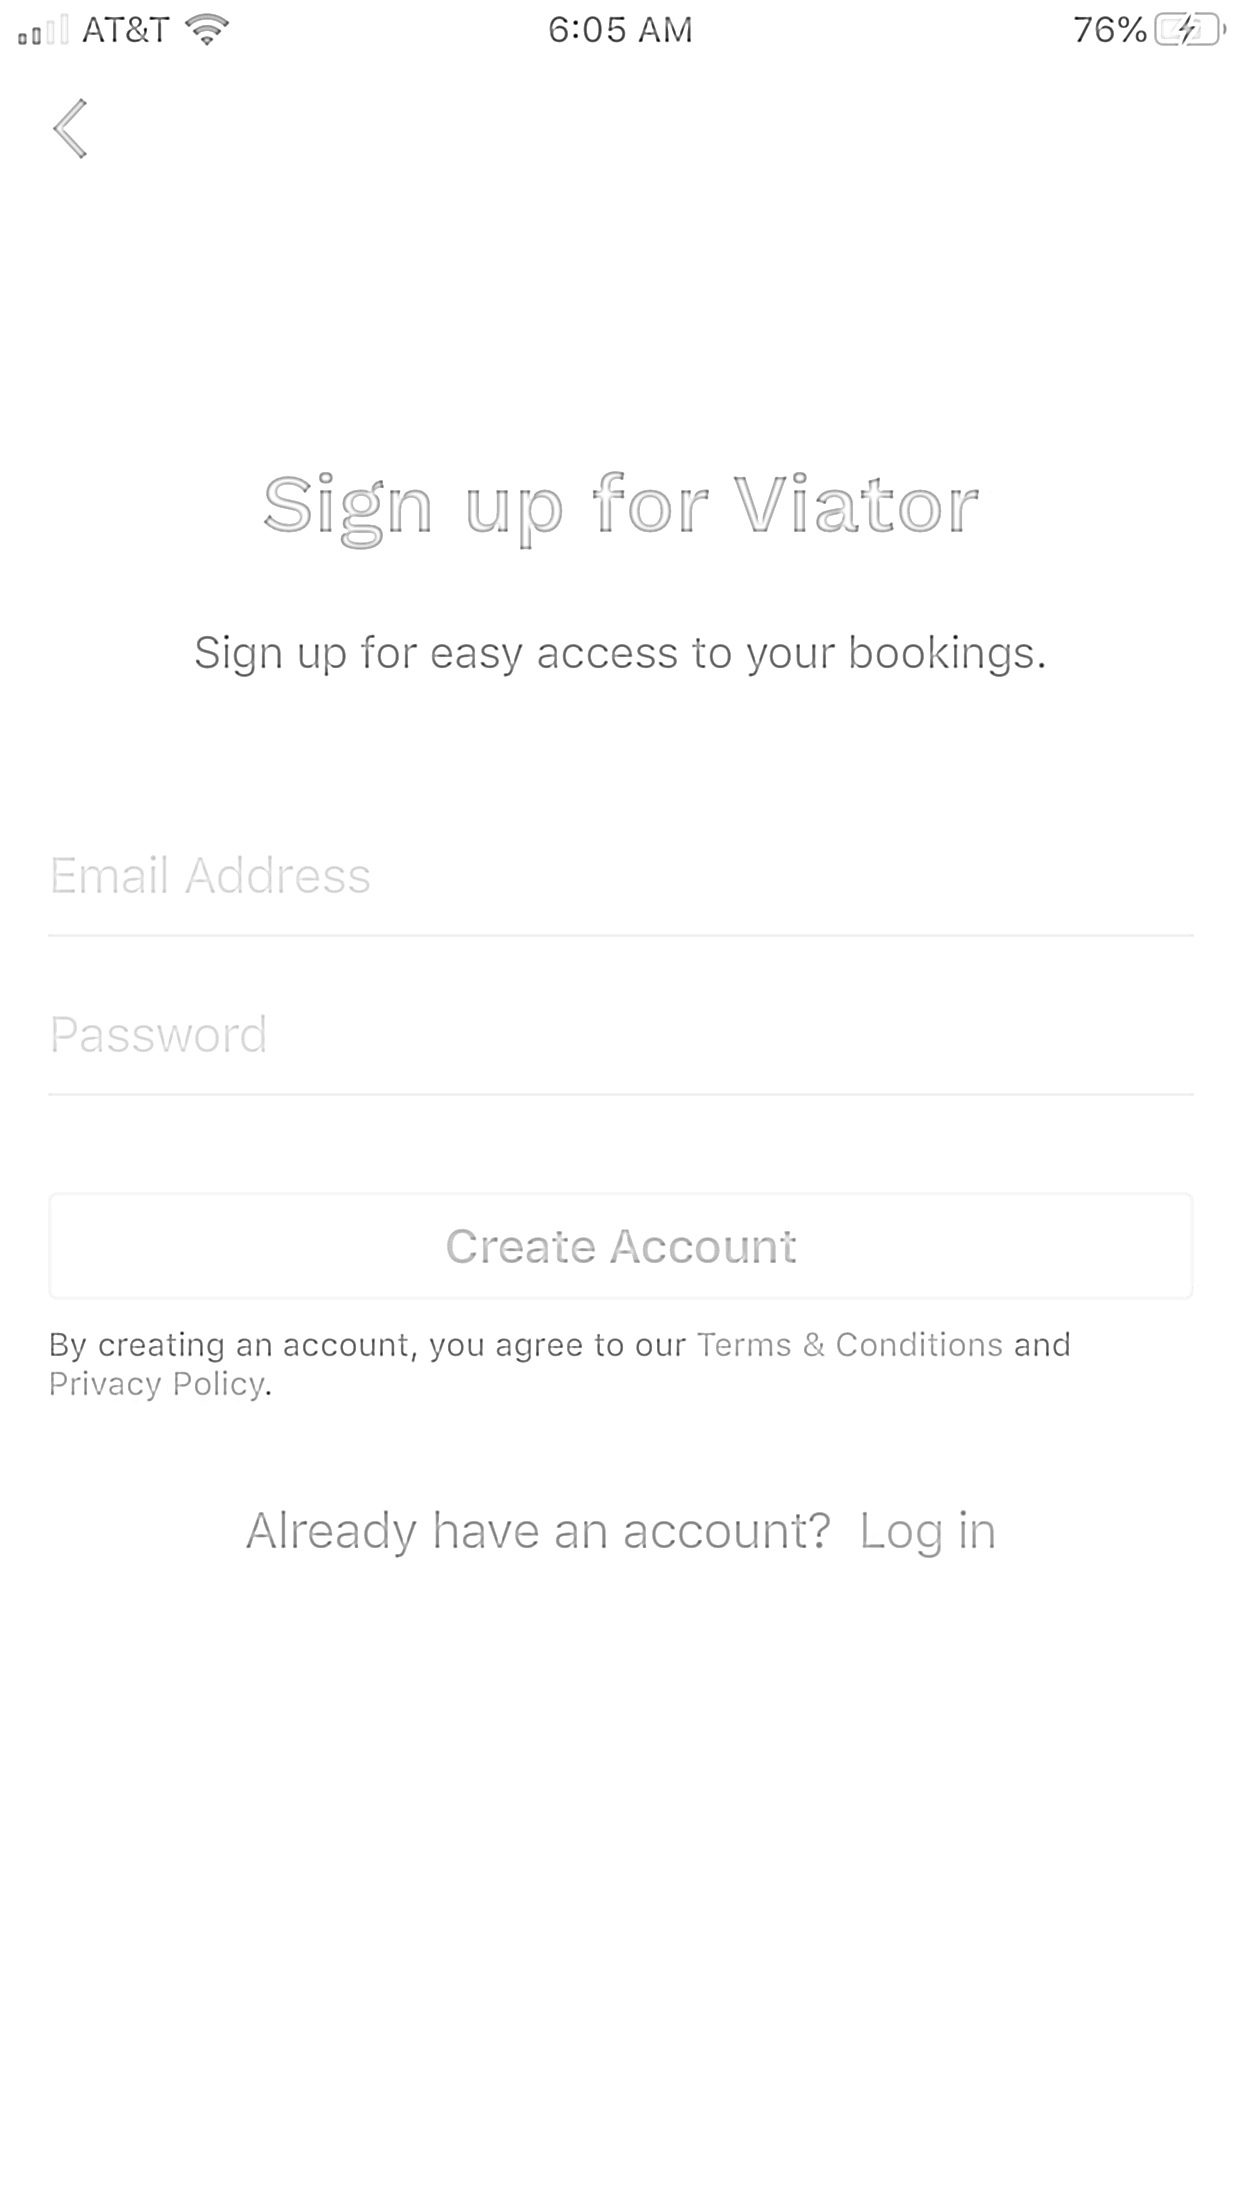 AT&T 6:05 AM 76%
Sign up for Viator
Sign up for easy access to your bookings.
Email Address
Password
Create Account
By creating an account, you agree to our Terms & Conditions and
Privacy Policy.
Already have an account? Log in